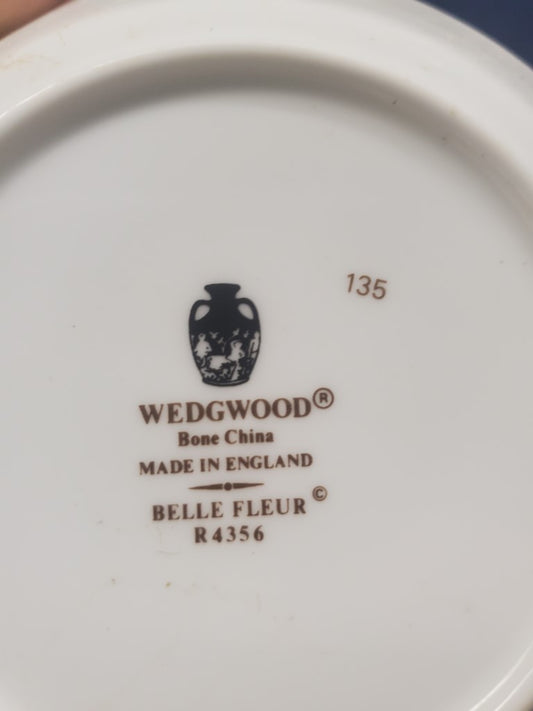 135
WEDGWOOD®
Bone China
MADE IN ENGLAND
BELLE FLEUR©
R4356